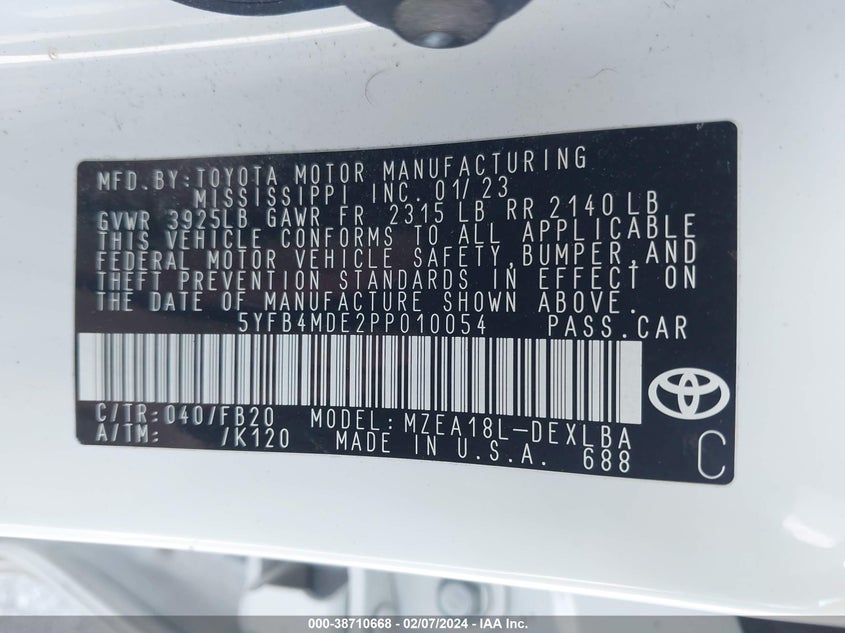 MFD. BY: TOYOTA MOTOR MANUFACTURING
MISSISSIPPI INC. 01/23
GVWR 3925LB GAWR FR 2315 LB RR 2140 LB
THIS VEHICLE CONFORMS TO ALL APPLICABLE
FEDERAL MOTOR VEHICLE SAFETY, BUMPER, AND
THEFT PREVENTION STANDARDS IN EFFECT ON
THE DATE OF MANUFACTURE SHOWN ABOVE.
5YFB4MDE2PP010054 PASS. CAR
C/TR: 040/FB20 MODEL: MZEA18L-DEXLBA
A/TM: /K120 MADE IN U.S.A. 688
C
000-38710668 - 02/07/2024 - IAAI Inc.